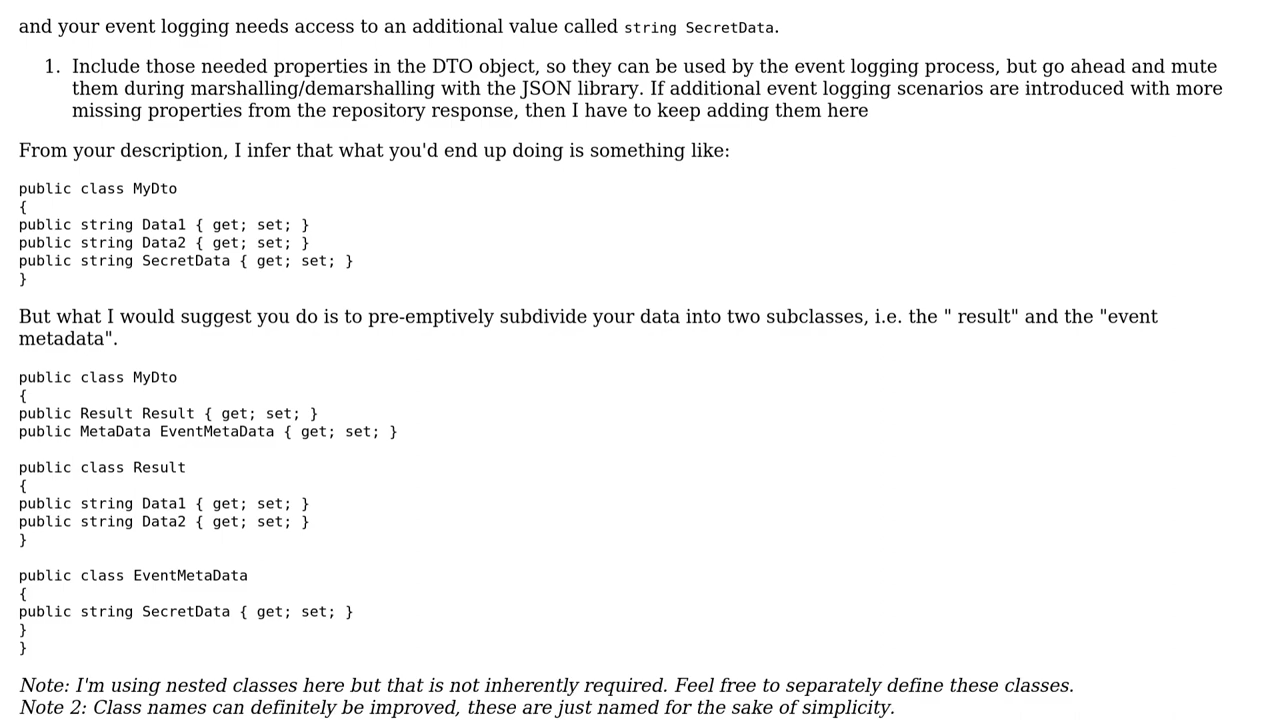 and your event logging needs access to an additional value called string SecretData.
1. Include those needed properties in the DTO object, so they can be used by the event logging process, but go ahead and mute
them during marshalling/demarshalling with the JSON library. If additional event logging scenarios are introduced with more
missing properties from the repository response, then I have to keep adding them here
From your description, I infer that what you'd end up doing is something like:
public class MyDto
{
public string Data1 { get; set; }
public string Data2 { get; set; }
public string SecretData { get; set; }
}
But what I would suggest you do is to pre-emptively subdivide your data into two subclasses, i.e. the " result" and the "event
metadata".
public class MyDto
{
public Result Result { get; set; }
public MetaData EventMetaData { get; set; }
public class Result
{
public string Data1 { get; set; }
public string Data2 { get; set; }
}
public class EventMetaData
{
public string SecretData { get; set; }
}
}
Note: I'm using nested classes here but that is not inherently required. Feel free to separately define these classes.
Note 2: Class names can definitely be improved, these are just named for the sake of simplicity.